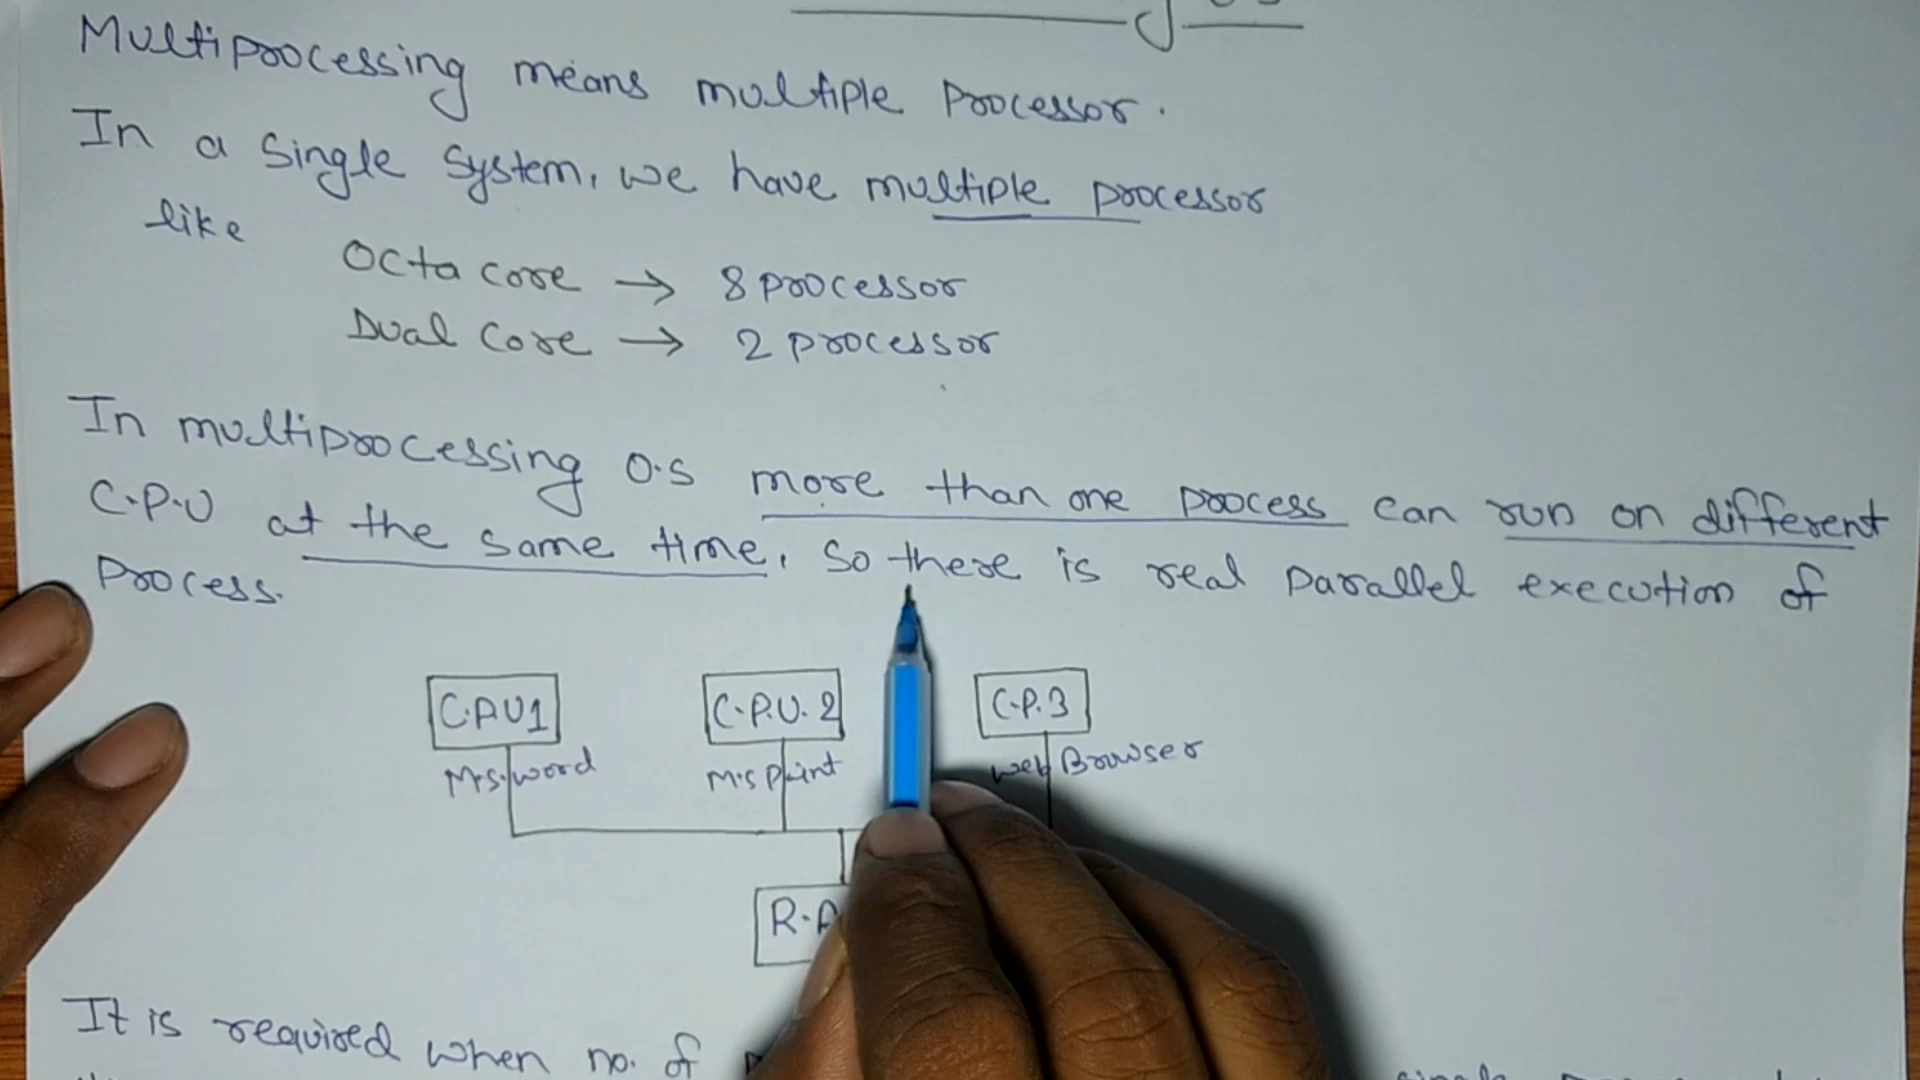 Multiprocessing means multiple Processor.
In a Single System, we have multiple processor
like
Octa core → 8 processor
Dual Core → 2 processor
In multiprocessing O.S more than one process can run on different
C.P.U at the same time, So there is real Parallel execution of
Process.
C.P.U1 C.P.U.2 C.P.3
M.S.word M.S Paint web Browser
R.A
It is required when no. of
single